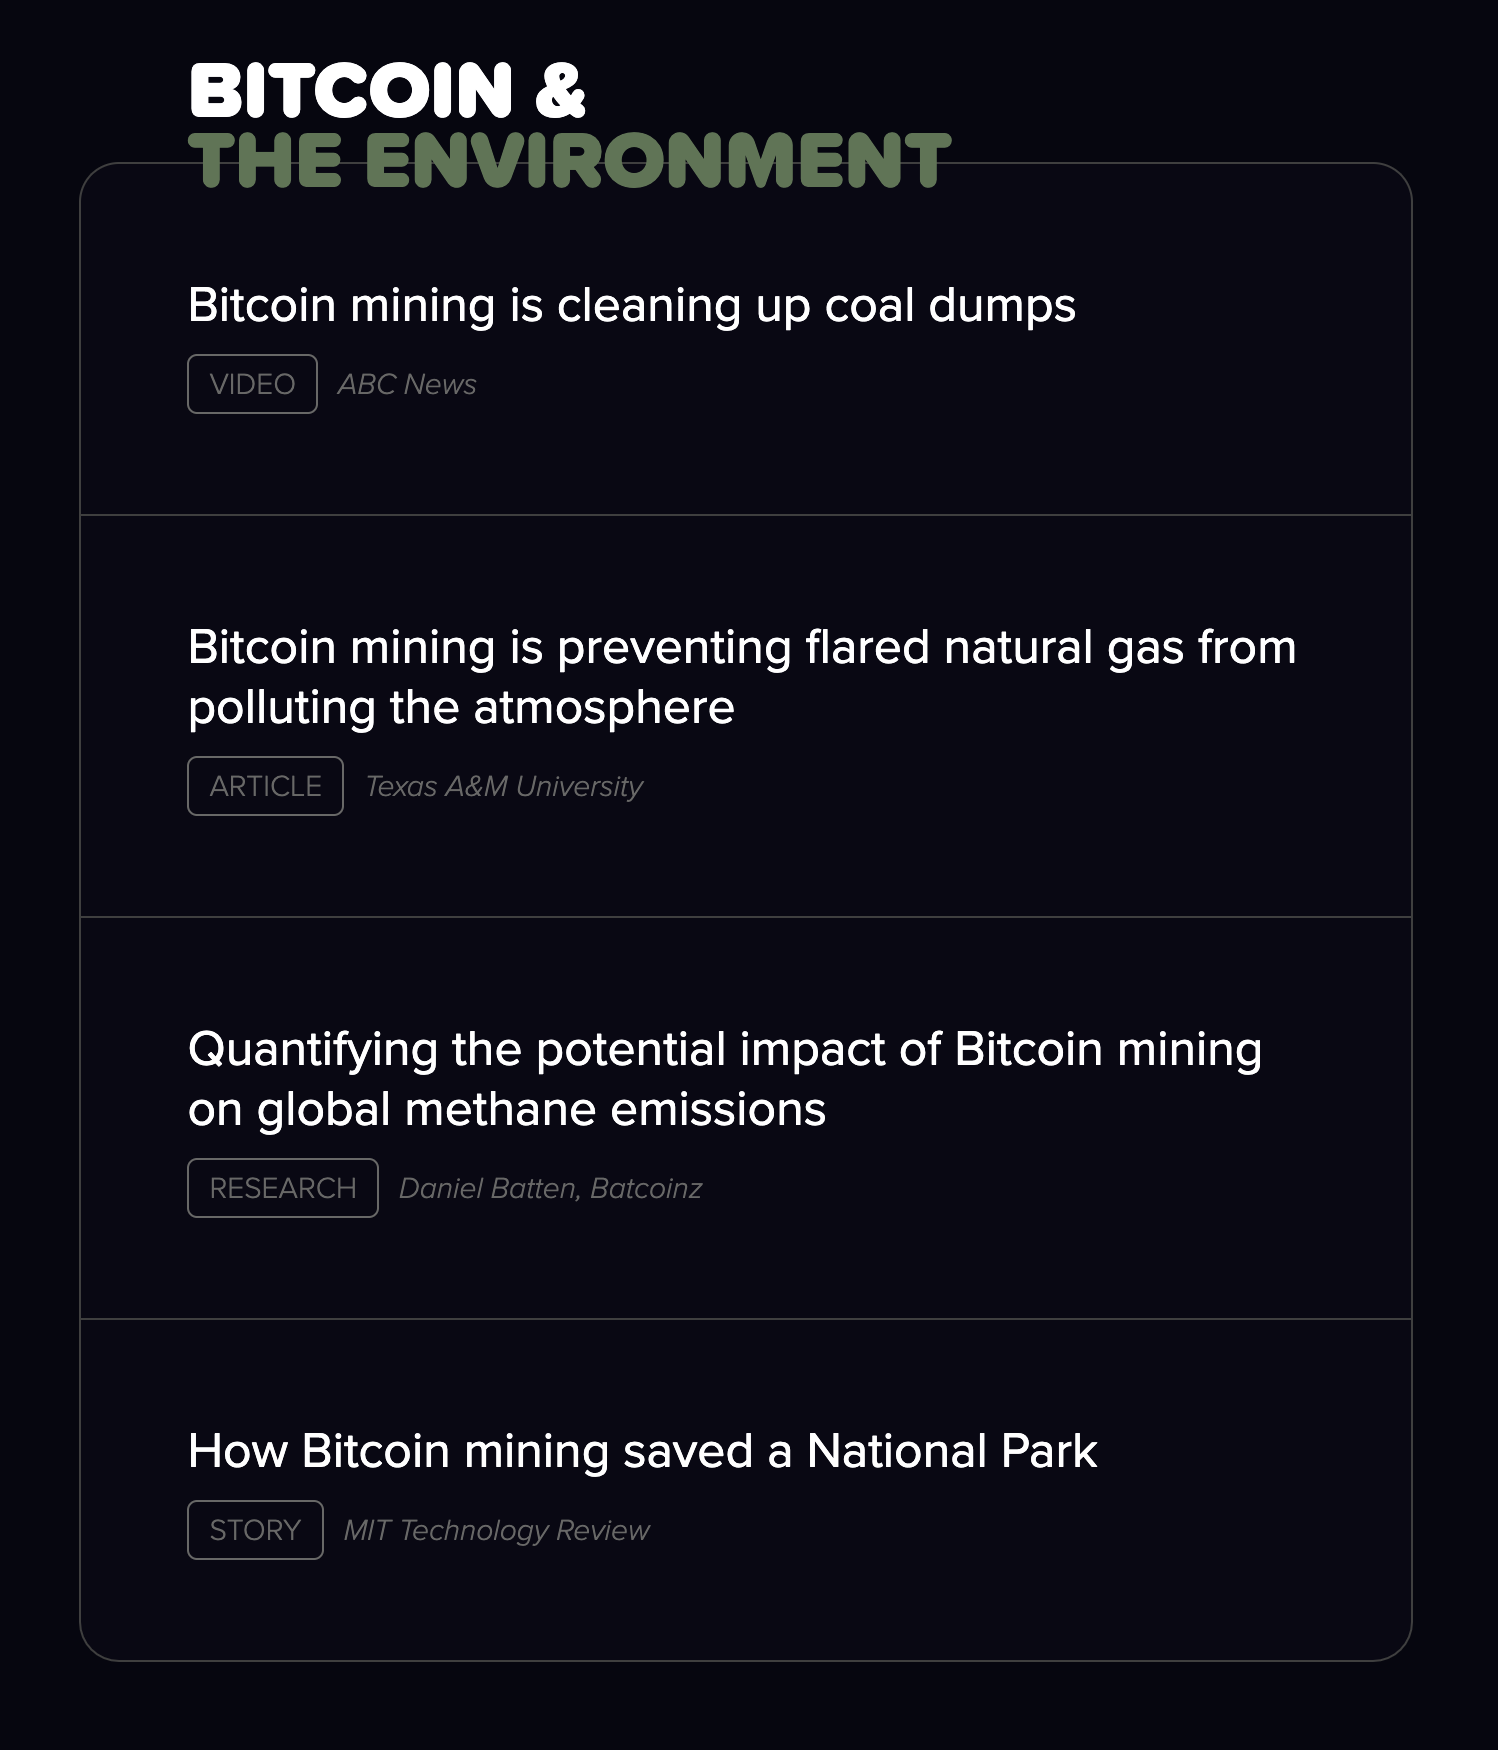 BITCOIN &
THE ENVIRONMENT
Bitcoin mining is cleaning up coal dumps
VIDEO ABC News
Bitcoin mining is preventing flared natural gas from
polluting the atmosphere
ARTICLE Texas A&M University
Quantifying the potential impact of Bitcoin mining
on global methane emissions
RESEARCH Daniel Batten, Batcoinz
How Bitcoin mining saved a National Park
STORY MIT Technology Review